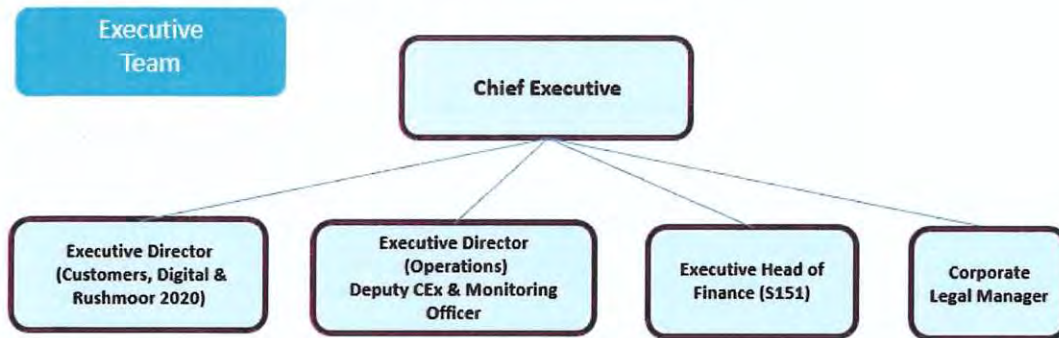 Executive
Team
Chief Executive
Executive Director
(Customers, Digital &
Rushmoor 2020)
Executive Director
(Operations)
Deputy CEx & Monitoring
Officer
Executive Head of
Finance (S151)
Corporate
Legal Manager